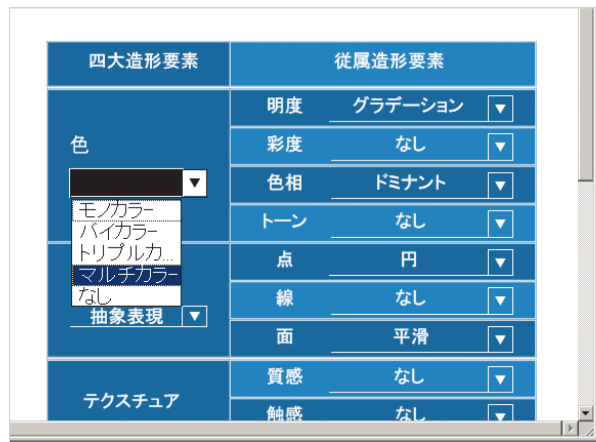 四大造形要素 従属造形要素
明度 グラデーション
色 彩度 なし
色相 ドミナント
モノカラー
バイカラー
トリプルカ...
マルチカラー
なし
トーン なし
点 円
線 なし
抽象表現
面 平滑
質感 なし
テクスチュア
触感 なし